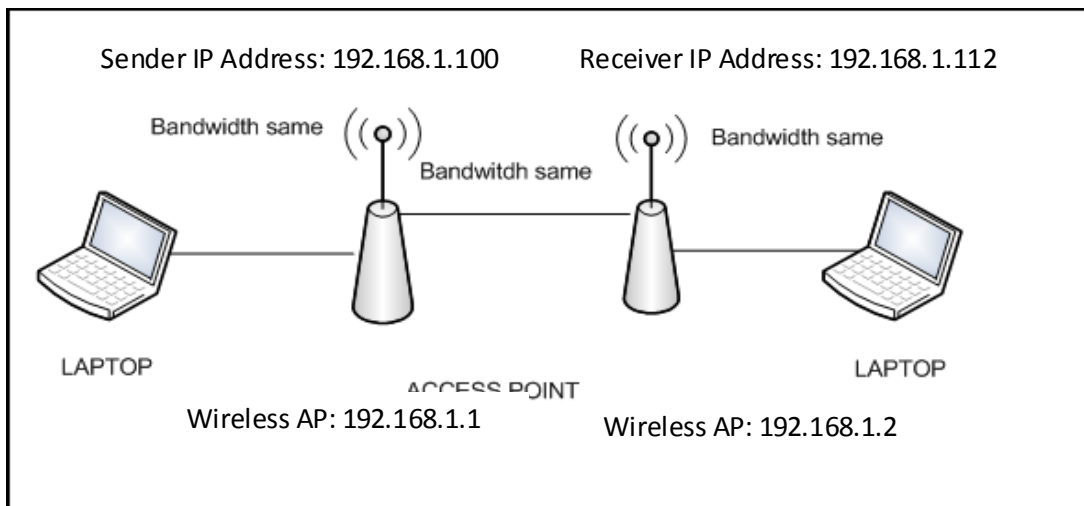 Sender IP Address: 192.168.1.100
Receiver IP Address: 192.168.1.112
Bandwidth same
Bandwitdh same
Bandwidth same
LAPTOP
LAPTOP
ACCESS POINT
Wireless AP: 192.168.1.1
Wireless AP: 192.168.1.2